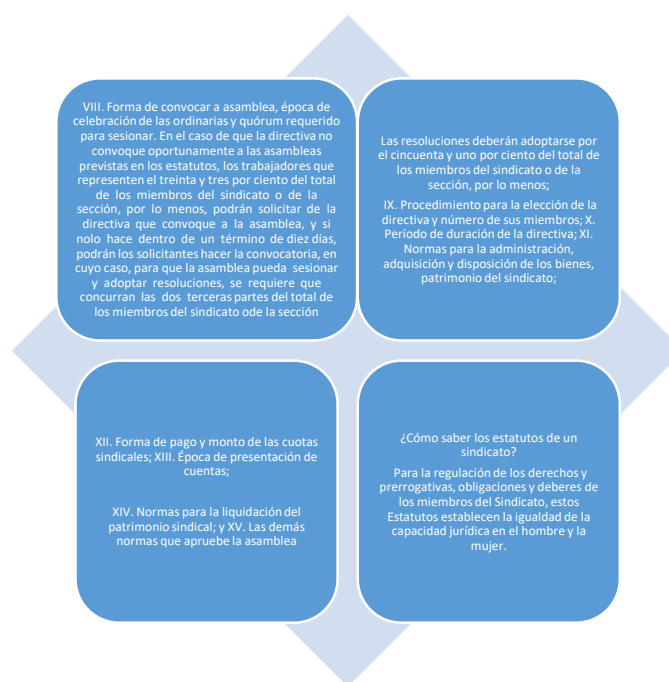 VIII. Forma de convocar a asamblea, época de
celebración de las ordinarias y quórum requerido
para sesionar. En el caso de que la directiva no
convoque oportunamente a las asambleas
previstas en los estatutos, los trabajadores que
representen el treinta y tres por ciento del total
de los miembros del sindicato o de la
sección, por lo menos, podrán solicitar de la
directiva que convoque a la asamblea, y si
nolo hace dentro de un término de diez días,
podrán los solicitantes hacer la convocatoria, en
cuyo caso, para que la asamblea pueda sesionar
y adoptar resoluciones, se requiere que
concurran las dos terceras partes del total de
los miembros del sindicato ode la sección
Las resoluciones deberán adoptarse por
el cincuenta y uno por ciento del total de
los miembros del sindicato o de la
sección, por lo menos;
IX. Procedimiento para la elección de la
directiva y número de sus miembros; X.
Período de duración de la directiva; XI.
Normas para la administración,
adquisición y disposición de los bienes,
patrimonio del sindicato;
XII. Forma de pago y monto de las cuotas
sindicales; XIII. Época de presentación de
cuentas;
XIV. Normas para la liquidación del
patrimonio sindical; y XV. Las demás
normas que apruebe la asamblea
¿Cómo saber los estatutos de un
sindicato?
Para la regulación de los derechos y
prerrogativas, obligaciones y deberes de
los miembros del Sindicato, estos
Estatutos establecen la igualdad de la
capacidad jurídica en el hombre y la
mujer.